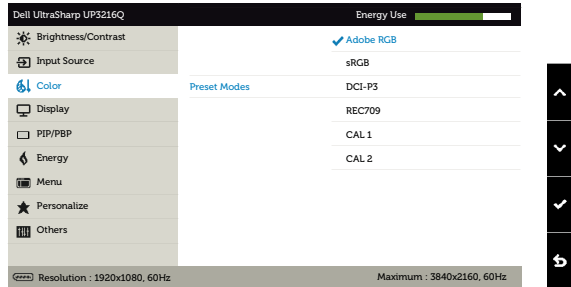 Dell UltraSharp UP3216Q
Energy Use
Brightness/Contrast
Adobe RGB
Input Source
sRGB
Color
Preset Modes
DCI-P3
Display
REC709
PIP/PBP
CAL 1
Energy
CAL 2
Menu
Personalize
Others
Resolution : 1920x1080, 60Hz
Maximum : 3840x2160, 60Hz